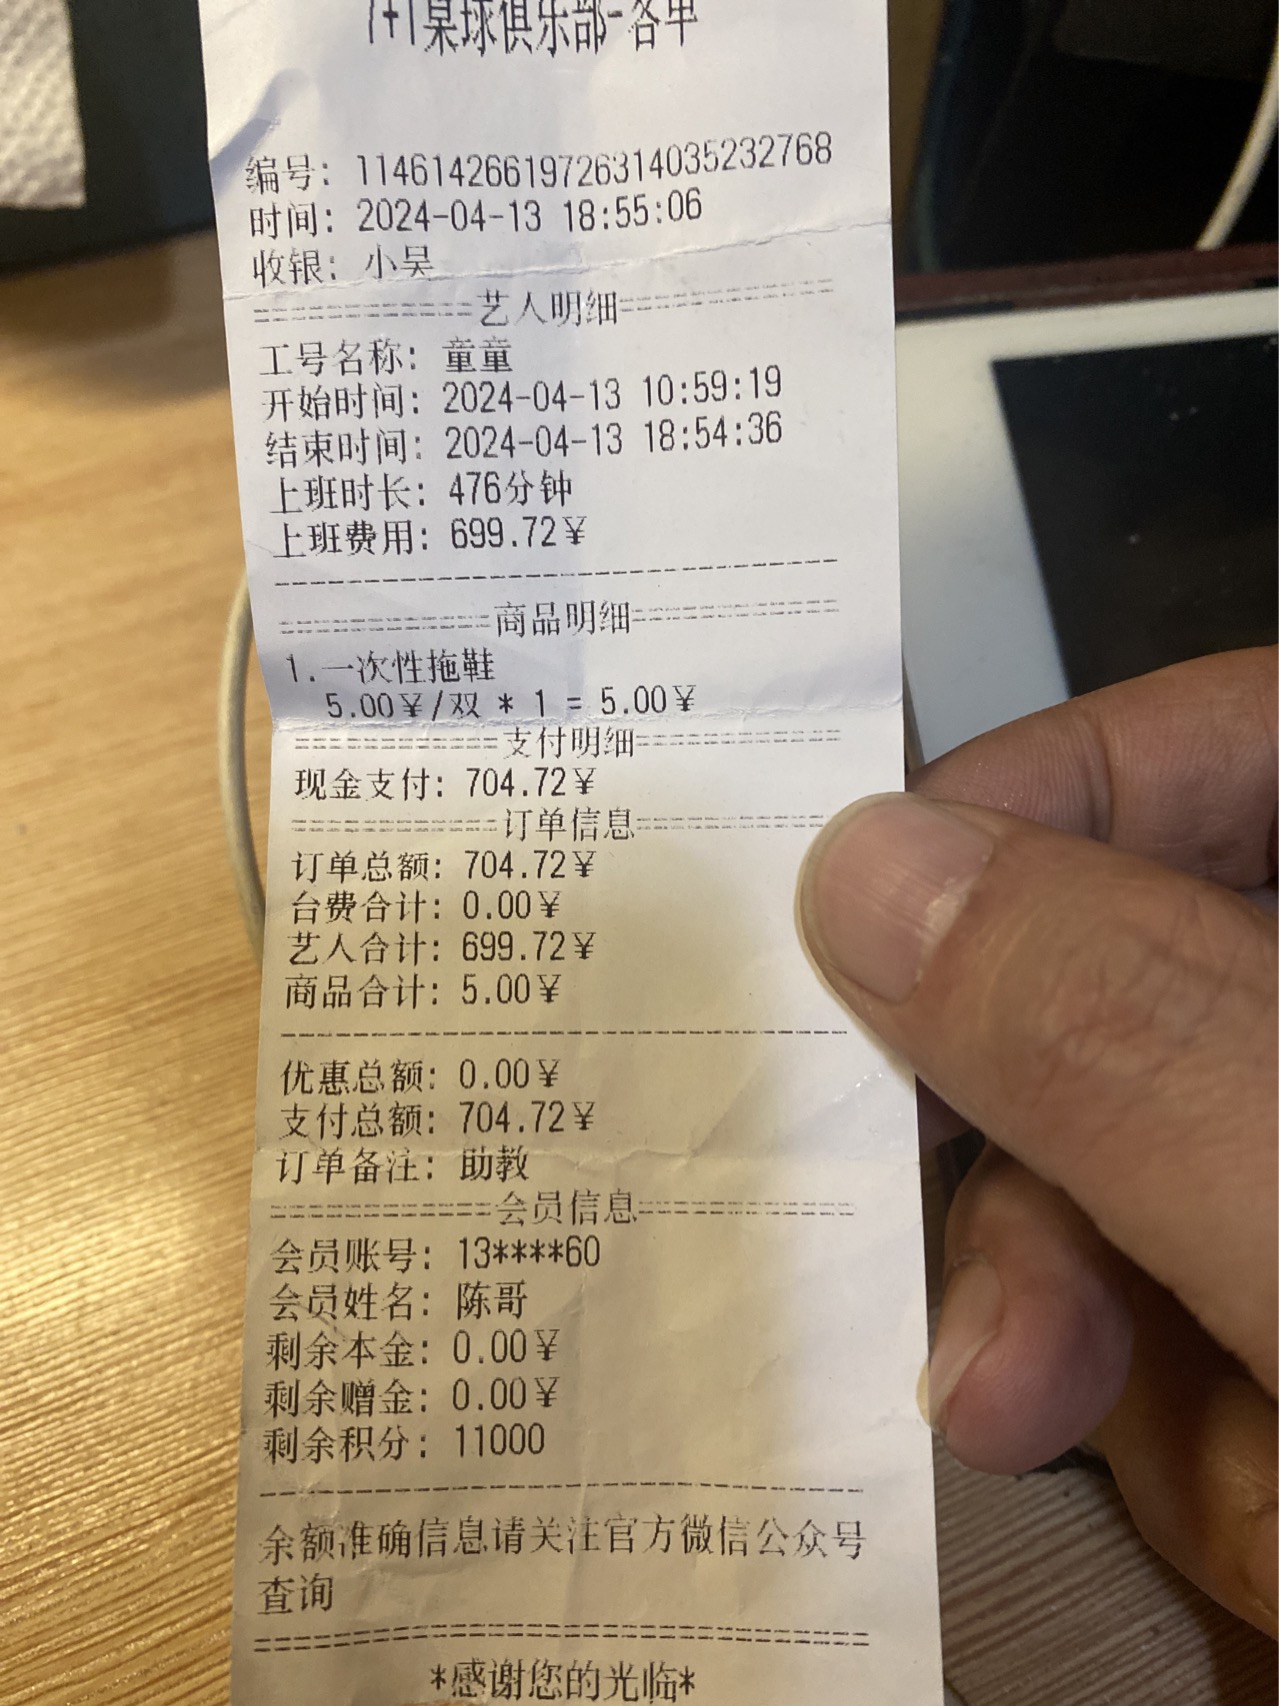 7+1桌球俱乐部-客单
编号: 1146142661972631403523​2768
时间: 2024-04-13 18:55:06
收银: 小吴
===========艺人明细===========
工号名称: 童童
开始时间: 2024-04-13 10:59:19
结束时间: 2024-04-13 18:54:36
上班时长: 476分钟
上班费用: 699.72¥
--------------------------------
===========商品明细===========
1.一次性拖鞋
5.00¥/双 * 1 = 5.00¥
===========支付明细===========
现金支付: 704.72¥
===========订单信息===========
订单总额: 704.72¥
台费合计: 0.00¥
艺人合计: 699.72¥
商品合计: 5.00¥
--------------------------------
优惠总额: 0.00¥
支付总额: 704.72¥
订单备注: 助教
===========会员信息===========
会员账号: 13****60
会员姓名: 陈哥
剩余本金: 0.00¥
剩余赠金: 0.00¥
剩余积分: 11000
--------------------------------
余额准确信息请关注官方微信公众号
查询
================================
*感谢您的光临*